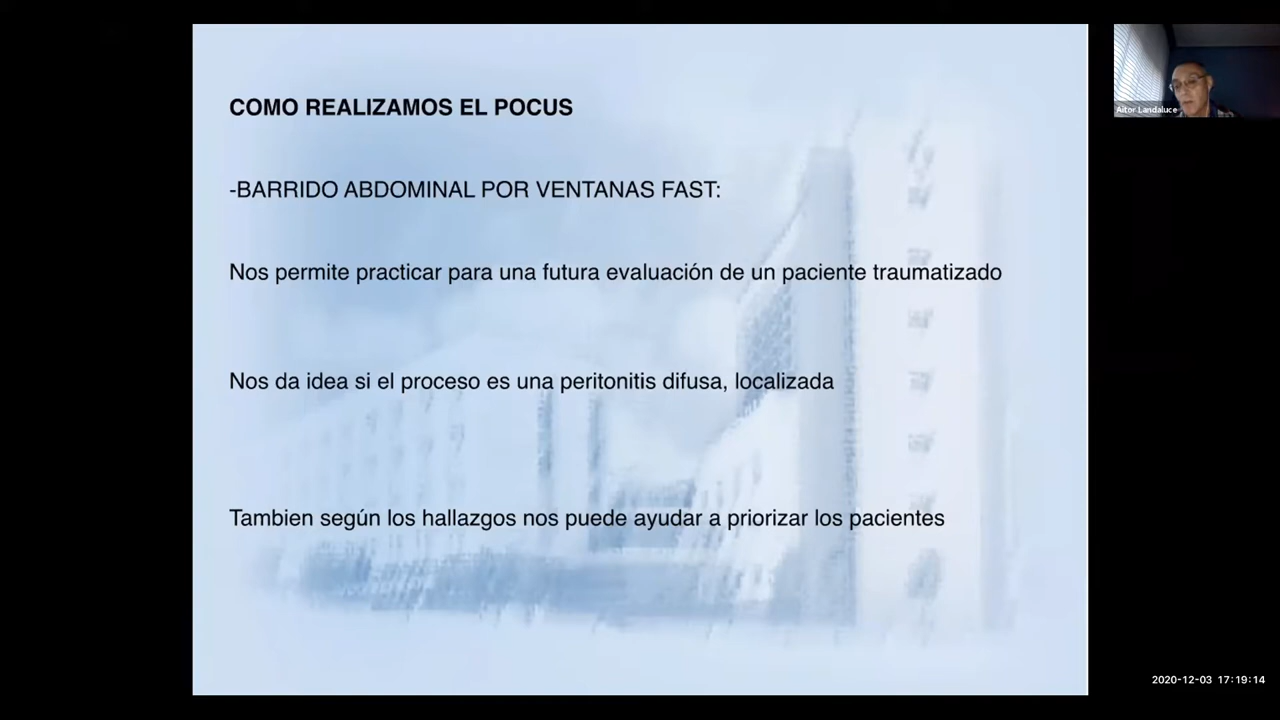 COMO REALIZAMOS EL POCUS
-BARRIDO ABDOMINAL POR VENTANAS FAST:
Nos permite practicar para una futura evaluación de un paciente traumatizado
Nos da idea si el proceso es una peritonitis difusa, localizada
Tambien según los hallazgos nos puede ayudar a priorizar los pacientes
Aitor Landaluce
2020-12-03 17:19:14